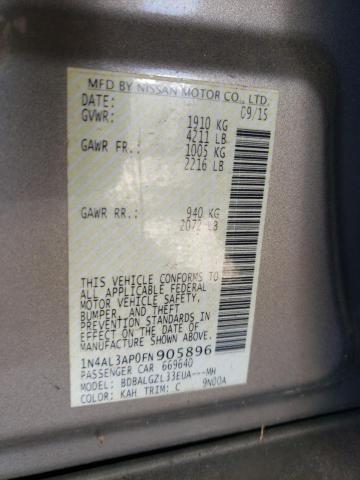 MFD BY NISSAN MOTOR CO., LTD.
DATE: 09/15
GVWR: 1910 KG
4211 LB
GAWR FR: 1005 KG
2216 LB
GAWR RR: 940 KG
2072 LB
THIS VEHICLE CONFORMS TO
ALL APPLICABLE FEDERAL
MOTOR VEHICLE SAFETY,
BUMPER, AND THEFT
PREVENTION STANDARDS IN
EFFECT ON THE DATE OF
MANUFACTURE SHOWN ABOVE.
1N4AL3AP0FN905896
PASSENGER CAR 669640
MODEL: BDBALGZL33EUA---MH
COLOR: KAH TRIM: C 9N00A